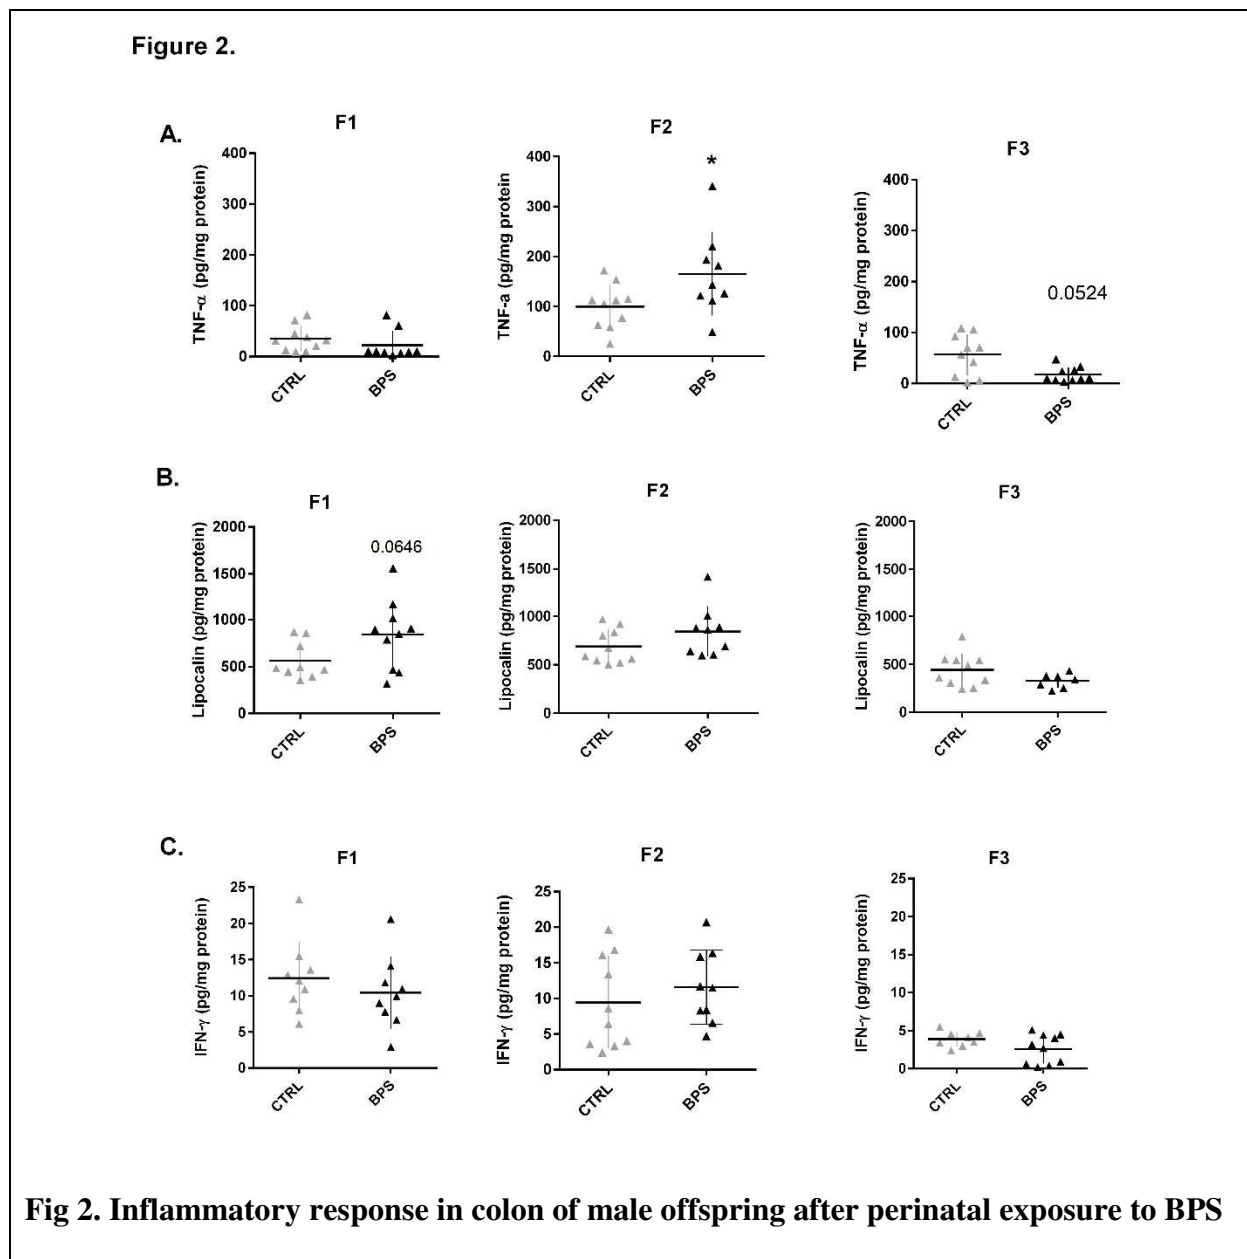 Figure 2.
A.
F1
TNF-α (pg/mg protein)
400
300
200
100
0
CTRL
BPS
F2
TNF-a (pg/mg protein
400
300
200
100
0
*
CTRL
BPS
F3
TNF-α (pg/mg protein)
400
300
200
100
0
0.0524
CTRL
BPS
B.
F1
Lipocalin (pg/mg protein)
2000
1500
1000
500
0
0.0646
CTRL
BPS
F2
Lipocalin (pg/mg protein)
2000
1500
1000
500
0
CTRL
BPS
F3
Lipocalin (pg/mg protein)
2000
1500
1000
500
0
CTRL
BPS
C.
F1
IFN-γ (pg/mg protein)
25
20
15
10
5
0
CTRL
BPS
F2
IFN-γ (pg/mg protein)
25
20
15
10
5
0
CTRL
BPS
F3
IFN-γ (pg/mg protein)
25
20
15
10
5
0
CTRL
BPS
Fig 2. Inflammatory response in colon of male offspring after perinatal exposure to BPS